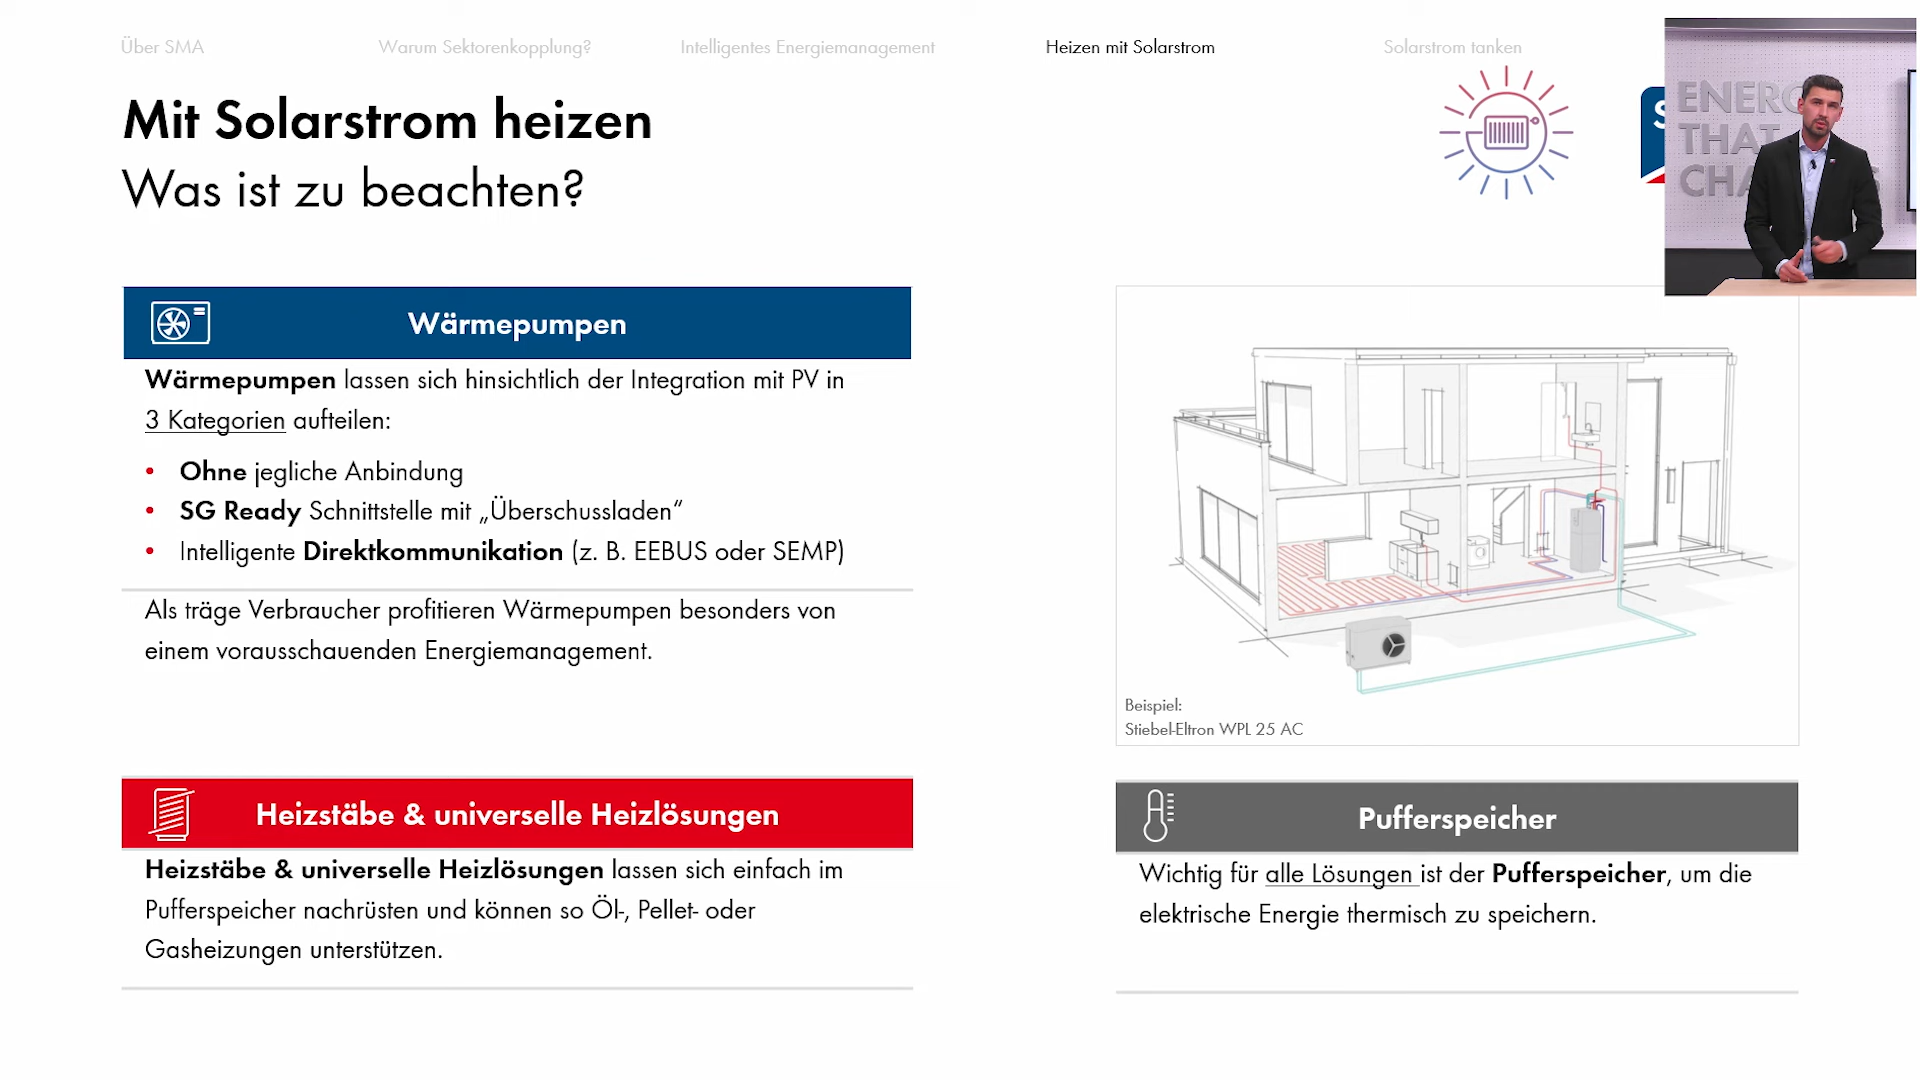 Über SMA
Warum Sektorenkopplung?
Intelligentes Energiemanagement
Heizen mit Solarstrom
Solarstrom tanken
Mit Solarstrom heizen
Was ist zu beachten?
ENERG
THAT
CHA
Wärmepumpen
Wärmepumpen lassen sich hinsichtlich der Integration mit PV in
3 Kategorien aufteilen:
• Ohne jegliche Anbindung
• SG Ready Schnittstelle mit „Überschussladen“
• Intelligente Direktkommunikation (z. B. EEBUS oder SEMP)
Als träge Verbraucher profitieren Wärmepumpen besonders von
einem vorausschauenden Energiemanagement.
Beispiel:
Stiebel-Eltron WPL 25 AC
Heizstäbe & universelle Heizlösungen
Heizstäbe & universelle Heizlösungen lassen sich einfach im
Pufferspeicher nachrüsten und können so Öl-, Pellet- oder
Gasheizungen unterstützen.
Pufferspeicher
Wichtig für alle Lösungen ist der Pufferspeicher, um die
elektrische Energie thermisch zu speichern.